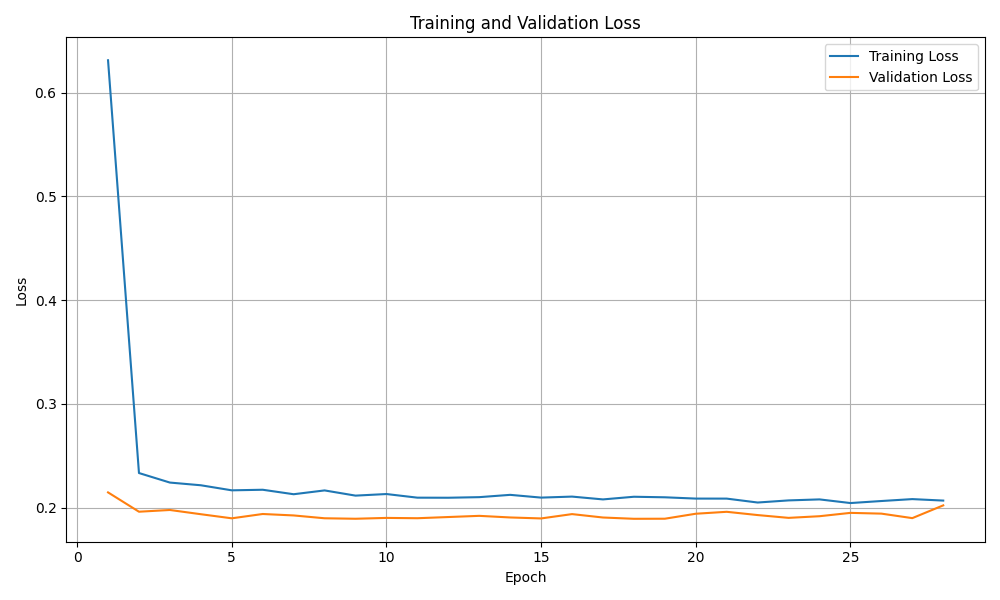 Training and Validation Loss
Training Loss
Validation Loss
0.6
0.5
0.4
0.3
0.2
Loss
0 5 10 15 20 25
Epoch